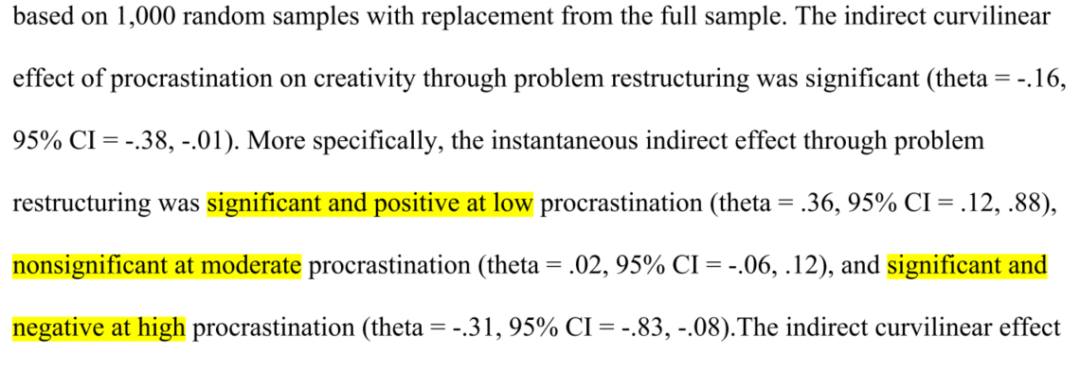 based on 1,000 random samples with replacement from the full sample. The indirect curvilinear
effect of procrastination on creativity through problem restructuring was significant (theta = -.16,
95% CI = -.38, -.01). More specifically, the instantaneous indirect effect through problem
restructuring was significant and positive at low procrastination (theta = .36, 95% CI = .12, .88),
nonsignificant at moderate procrastination (theta = .02, 95% CI = -.06, .12), and significant and
negative at high procrastination (theta = -.31, 95% CI = -.83, -.08).The indirect curvilinear effect